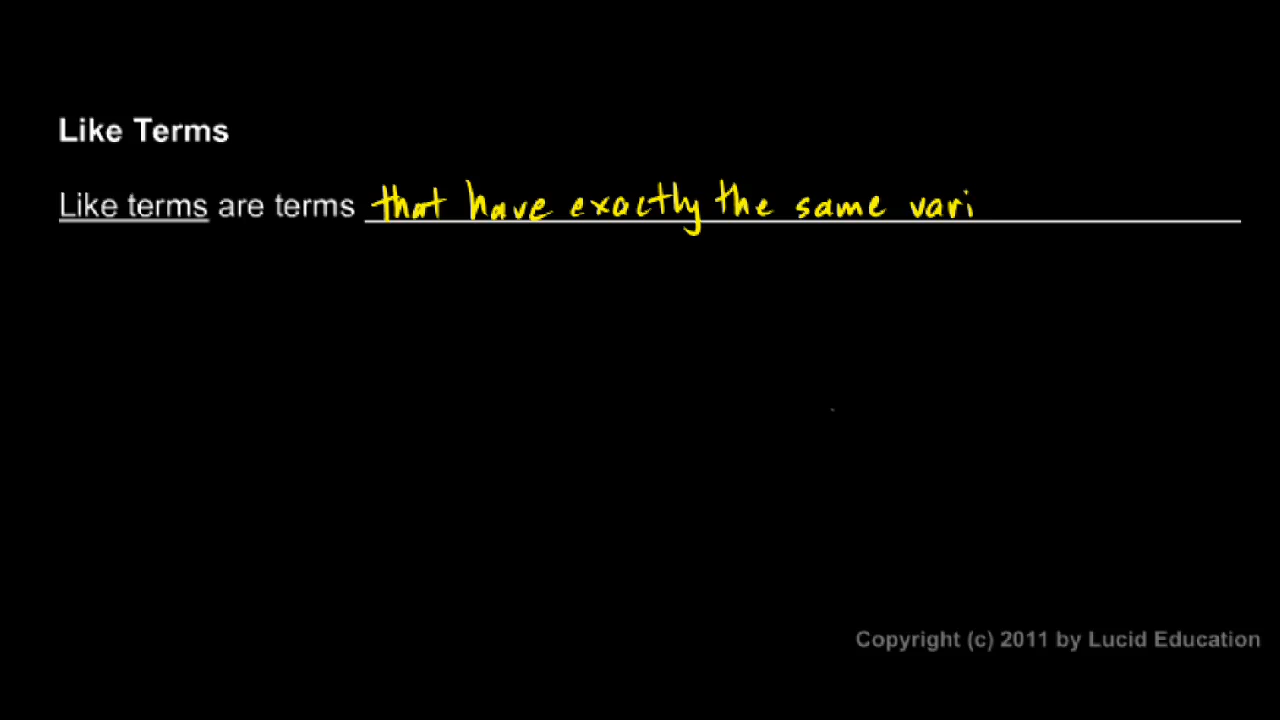 Like Terms
Like terms are terms that have exactly the same vari
Copyright (c) 2011 by Lucid Education